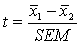 t = (x̄₁ − x̄₂) / SEM